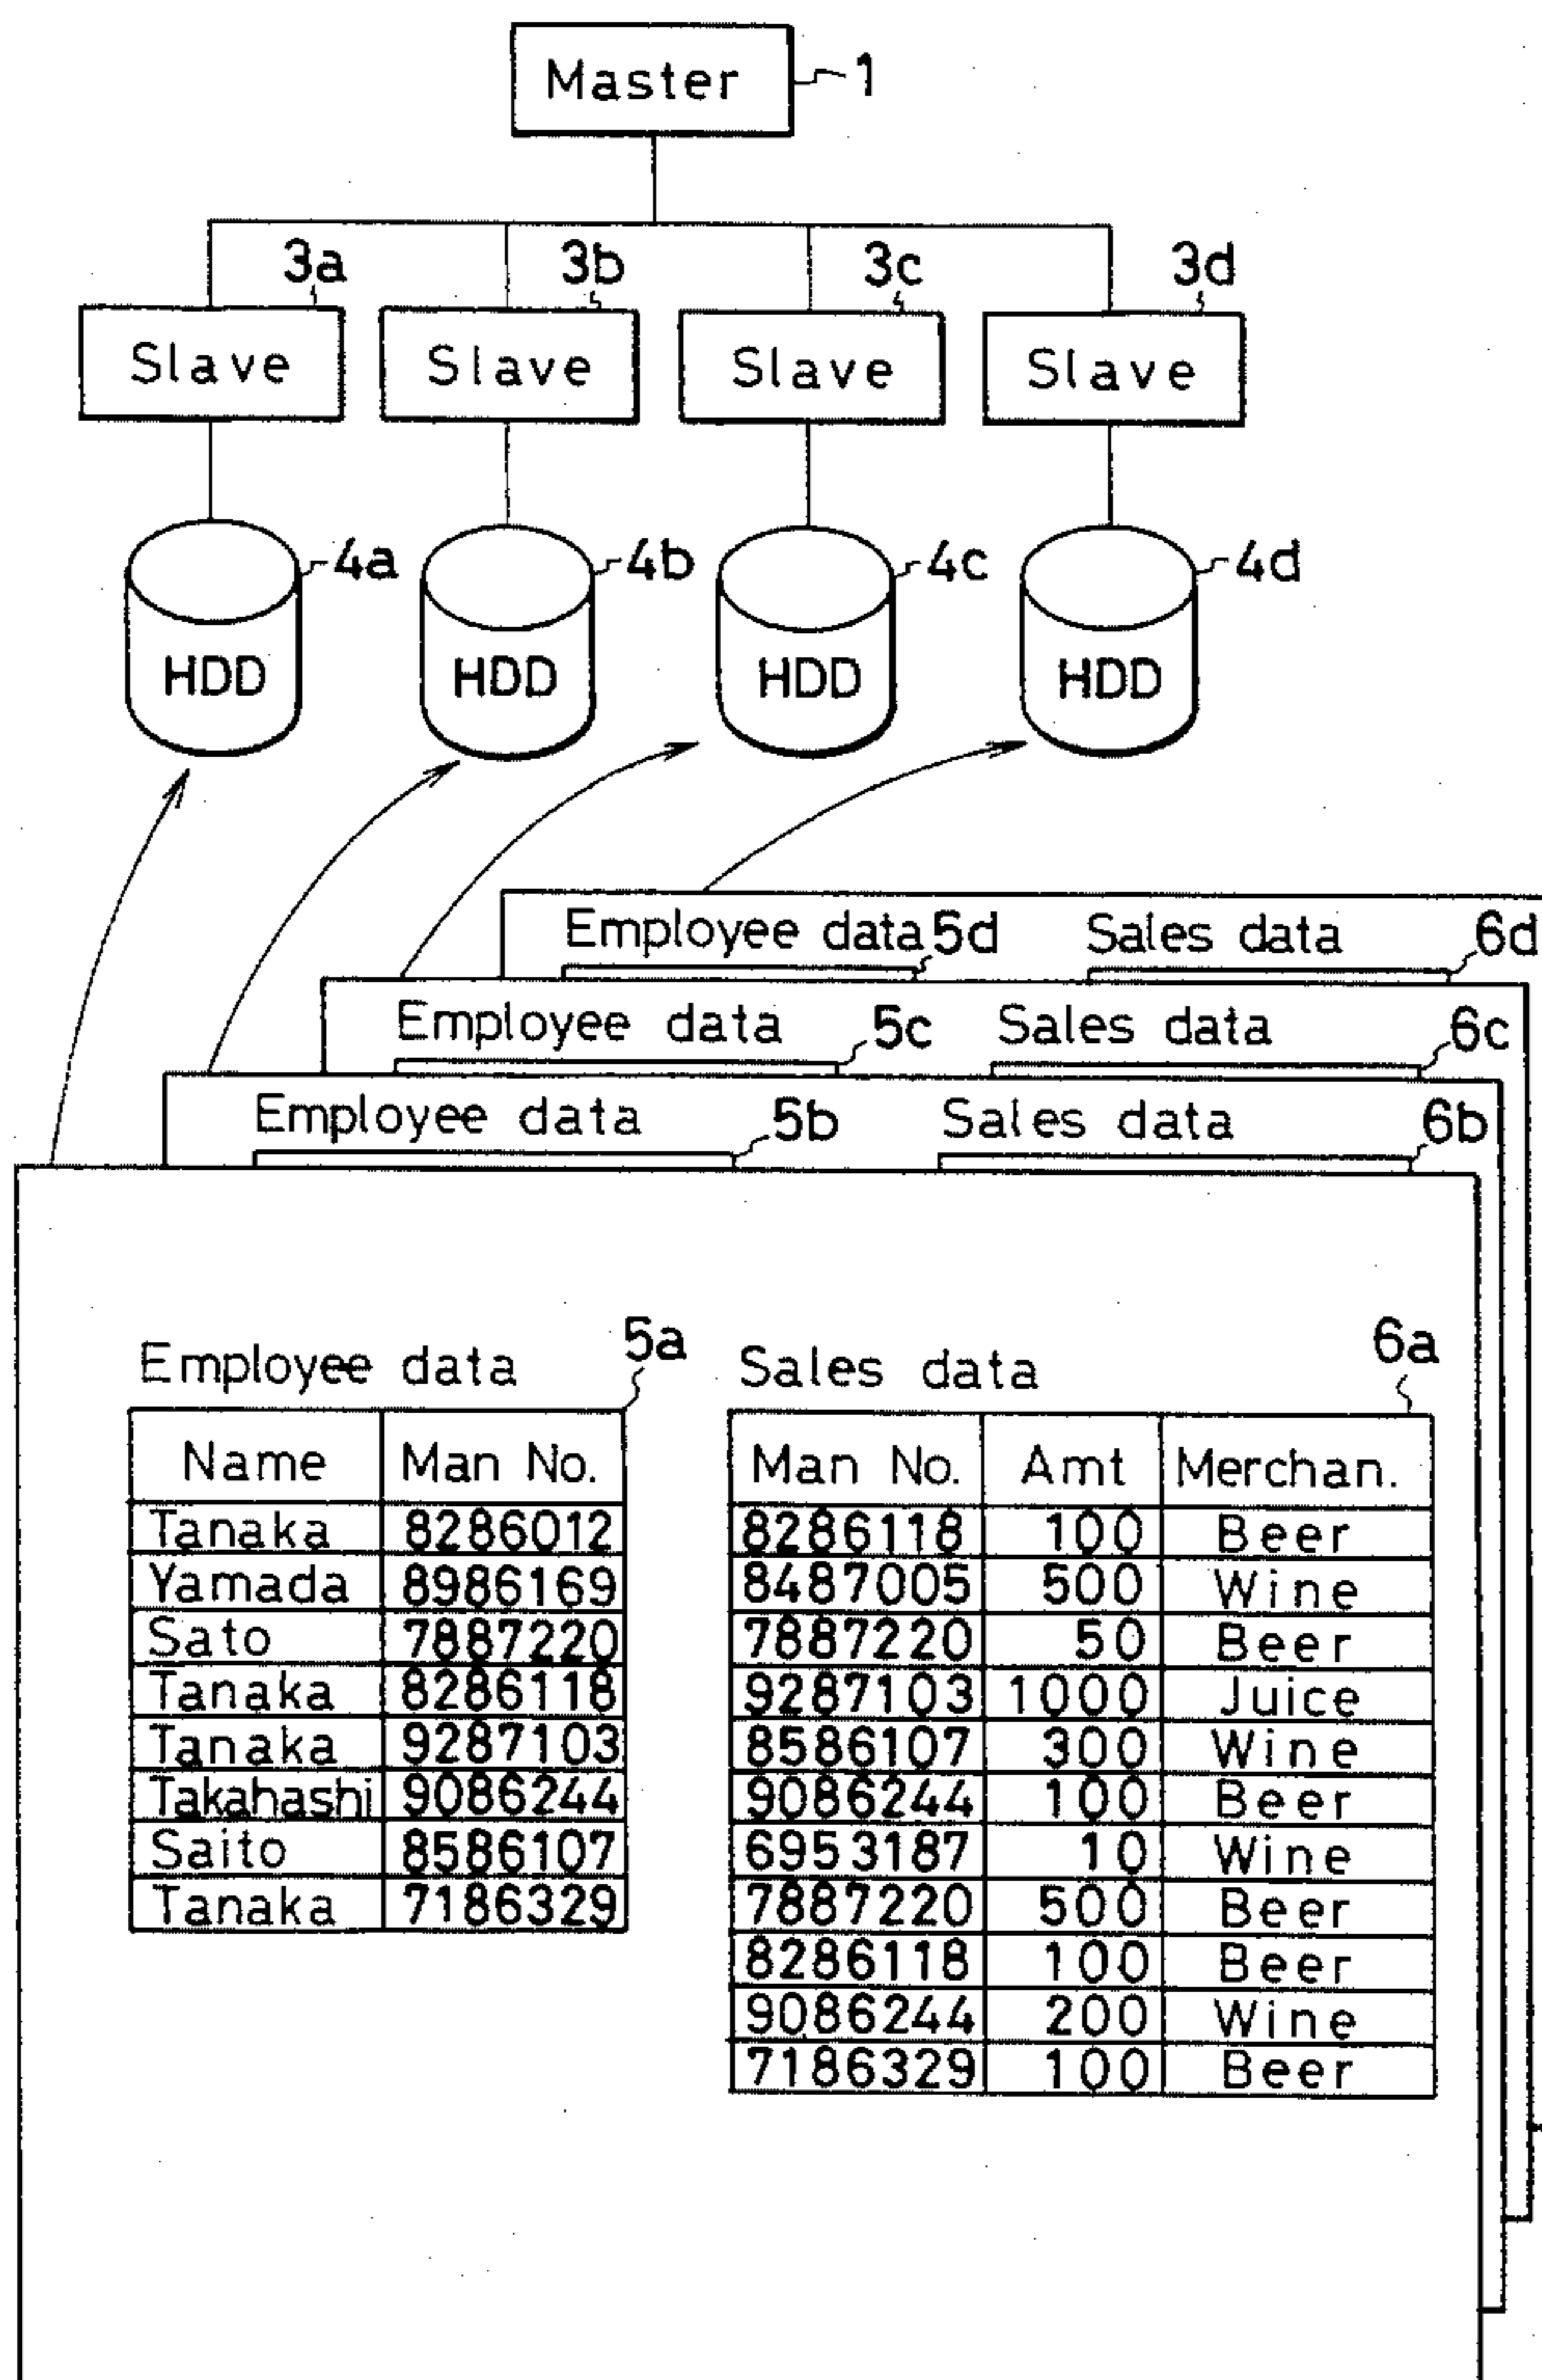 Master 1
3a 3b 3c 3d
Slave Slave Slave Slave
4a 4b 4c 4d
HDD HDD HDD HDD
Employee data 5d Sales data 6d
Employee data 5c Sales data 6c
Employee data 5b Sales data 6b
Employee data 5a Sales data 6a
Name Man No. Man No. Amt Merchan.
Tanaka 8286012 8286118 100 Beer
Yamada 8986169 8487005 500 Wine
Sato 7887220 7887220 50 Beer
Tanaka 8286118 9287103 1000 Juice
Tanaka 9287103 8586107 300 Wine
Takahashi 9086244 9086244 100 Beer
Saito 8586107 6953187 10 Wine
Tanaka 7186329 7887220 500 Beer
8286118 100 Beer
9086244 200 Wine
7186329 100 Beer